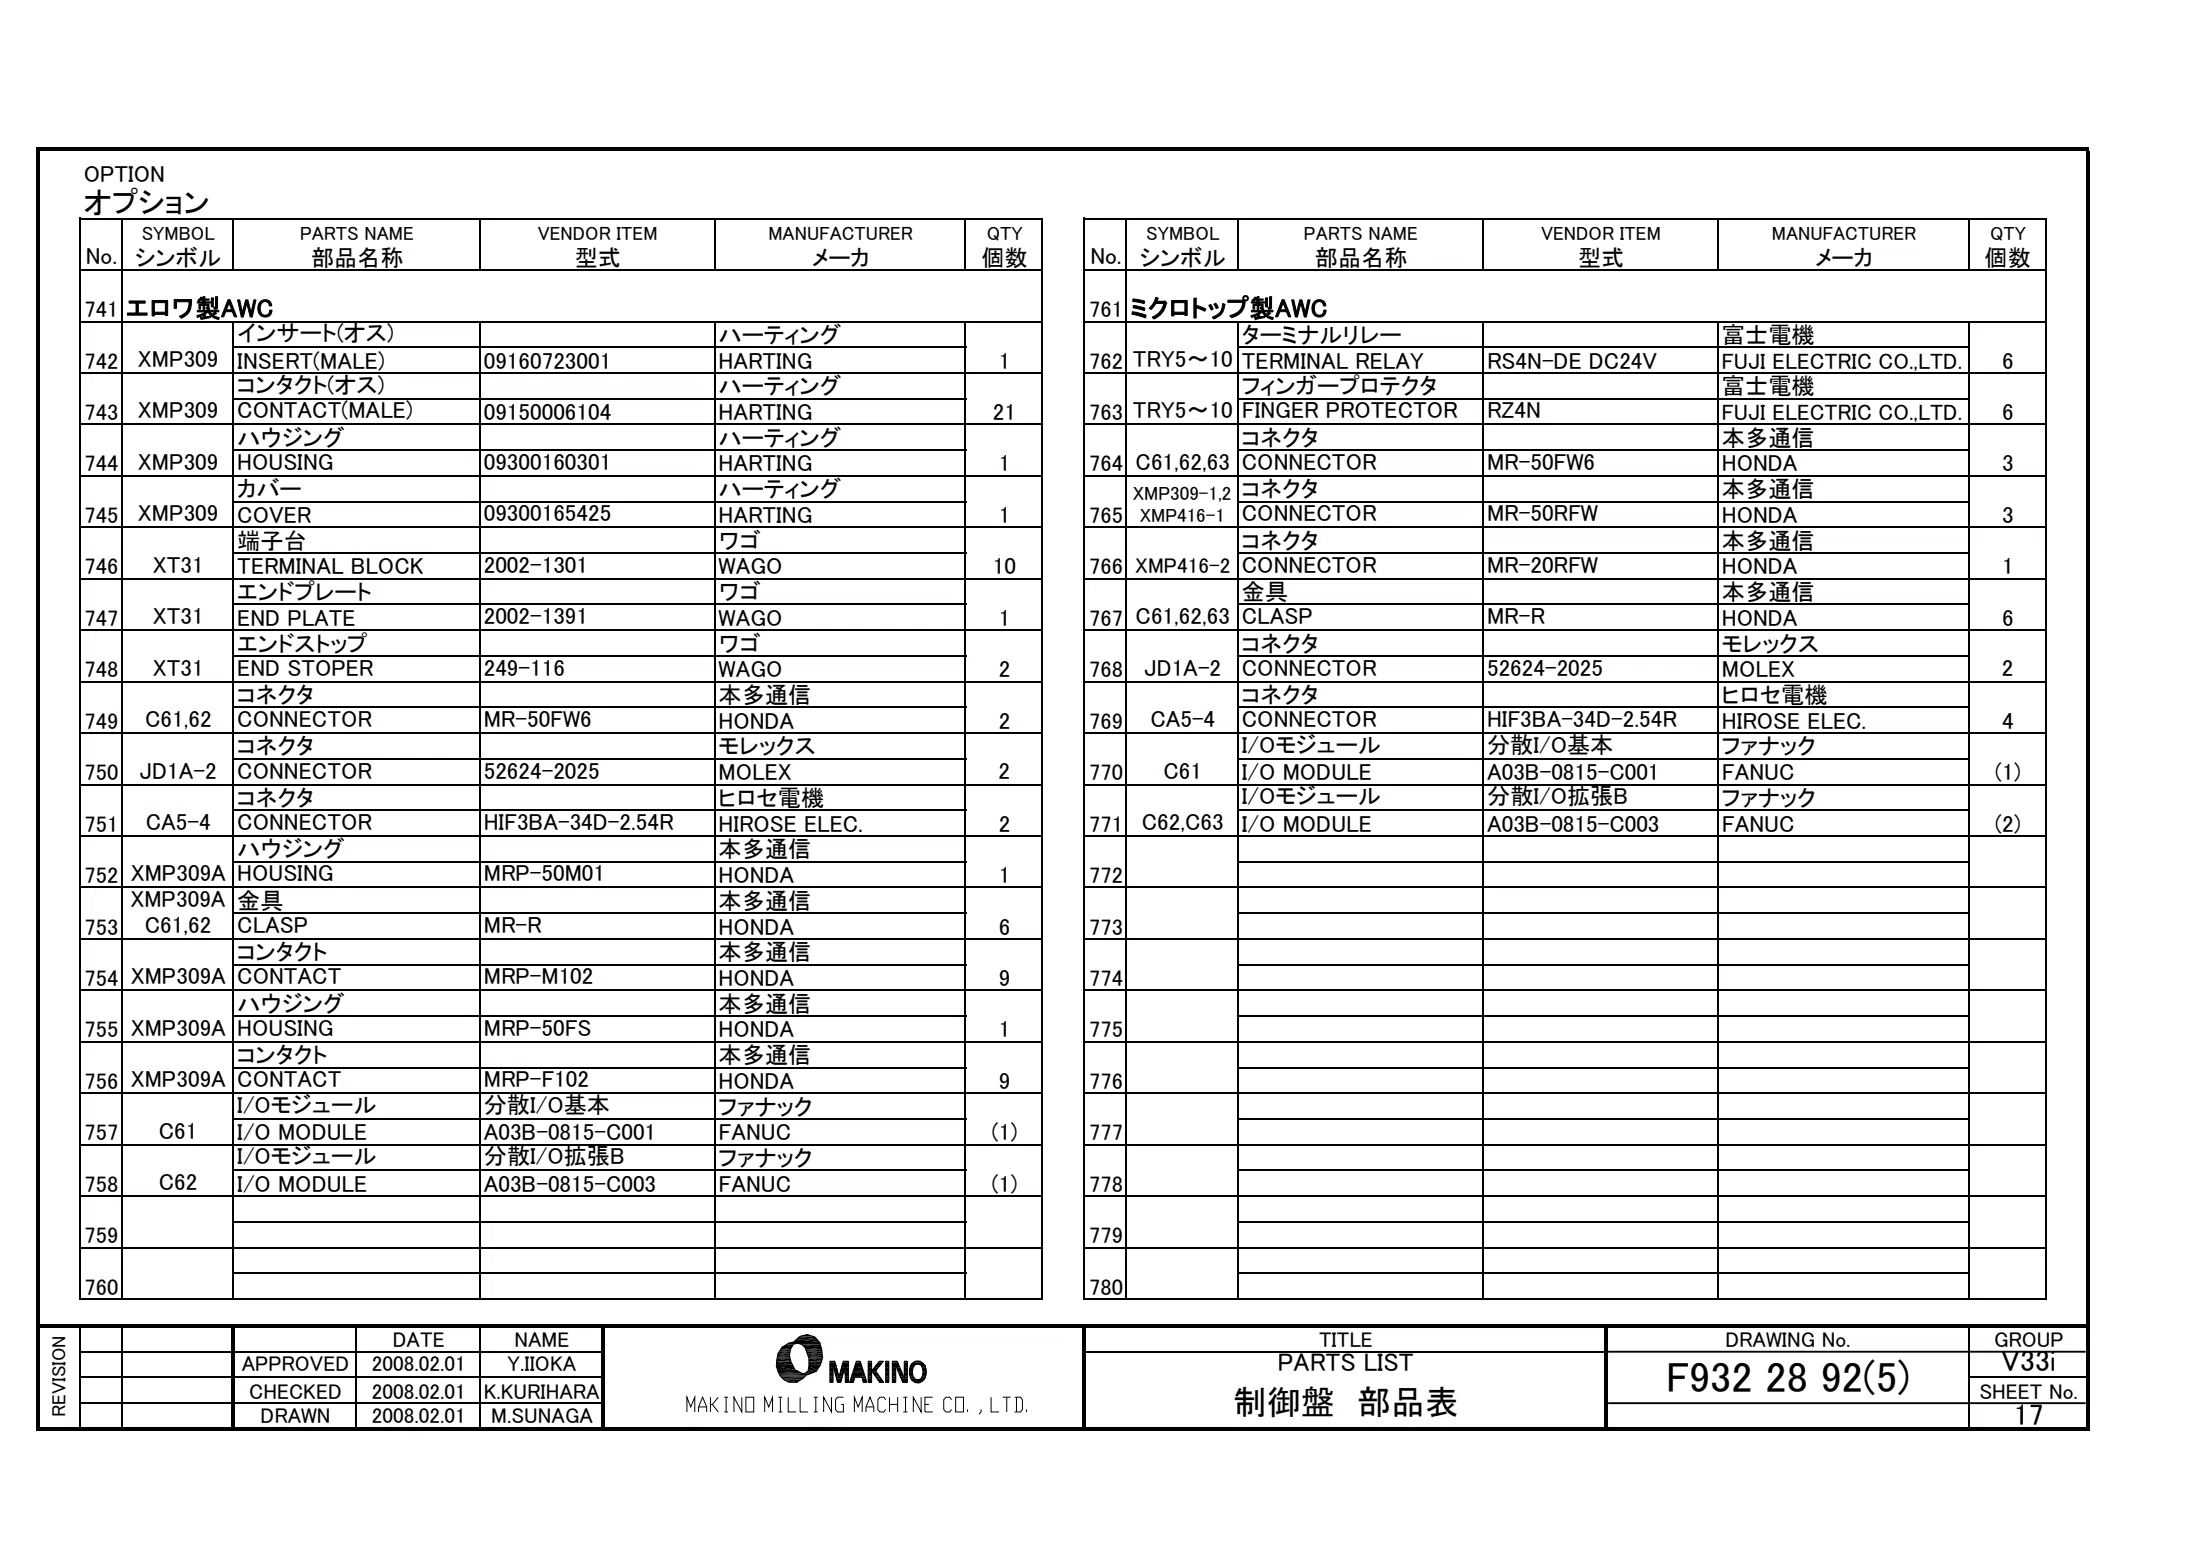 OPTION
オプション
No. SYMBOL シンボル PARTS NAME 部品名称 VENDOR ITEM 型式 MANUFACTURER メーカ QTY 個数
741 エロワ製AWC
インサート(オス) ハーティング
742 XMP309 INSERT(MALE) 09160723001 HARTING 1
コンタクト(オス) ハーティング
743 XMP309 CONTACT(MALE) 09150006104 HARTING 21
ハウジング ハーティング
744 XMP309 HOUSING 09300160301 HARTING 1
カバー ハーティング
745 XMP309 COVER 09300165425 HARTING 1
端子台 ワゴ
746 XT31 TERMINAL BLOCK 2002-1301 WAGO 10
エンドプレート ワゴ
747 XT31 END PLATE 2002-1391 WAGO 1
エンドストップ ワゴ
748 XT31 END STOPER 249-116 WAGO 2
コネクタ 本多通信
749 C61,62 CONNECTOR MR-50FW6 HONDA 2
コネクタ モレックス
750 JD1A-2 CONNECTOR 52624-2025 MOLEX 2
コネクタ ヒロセ電機
751 CA5-4 CONNECTOR HIF3BA-34D-2.54R HIROSE ELEC. 2
ハウジング 本多通信
752 XMP309A HOUSING MRP-50M01 HONDA 1
XMP309A 金具 本多通信
753 C61,62 CLASP MR-R HONDA 6
コンタクト 本多通信
754 XMP309A CONTACT MRP-M102 HONDA 9
ハウジング 本多通信
755 XMP309A HOUSING MRP-50FS HONDA 1
コンタクト 本多通信
756 XMP309A CONTACT MRP-F102 HONDA 9
I/Oモジュール 分散I/O基本 ファナック
757 C61 I/O MODULE A03B-0815-C001 FANUC (1)
I/Oモジュール 分散I/O拡張B ファナック
758 C62 I/O MODULE A03B-0815-C003 FANUC (1)
759
760
No. SYMBOL シンボル PARTS NAME 部品名称 VENDOR ITEM 型式 MANUFACTURER メーカ QTY 個数
761 ミクロトップ製AWC
ターミナルリレー 富士電機
762 TRY5～10 TERMINAL RELAY RS4N-DE DC24V FUJI ELECTRIC CO.,LTD. 6
フィンガープロテクタ 富士電機
763 TRY5～10 FINGER PROTECTOR RZ4N FUJI ELECTRIC CO.,LTD. 6
コネクタ 本多通信
764 C61,62,63 CONNECTOR MR-50FW6 HONDA 3
XMP309-1,2 コネクタ 本多通信
765 XMP416-1 CONNECTOR MR-50RFW HONDA 3
コネクタ 本多通信
766 XMP416-2 CONNECTOR MR-20RFW HONDA 1
金具 本多通信
767 C61,62,63 CLASP MR-R HONDA 6
コネクタ モレックス
768 JD1A-2 CONNECTOR 52624-2025 MOLEX 2
コネクタ ヒロセ電機
769 CA5-4 CONNECTOR HIF3BA-34D-2.54R HIROSE ELEC. 4
I/Oモジュール 分散I/O基本 ファナック
770 C61 I/O MODULE A03B-0815-C001 FANUC (1)
I/Oモジュール 分散I/O拡張B ファナック
771 C62,C63 I/O MODULE A03B-0815-C003 FANUC (2)
772
773
774
775
776
777
778
779
780
REVISION
DATE NAME
APPROVED 2008.02.01 Y.IIOKA
CHECKED 2008.02.01 K.KURIHARA
DRAWN 2008.02.01 M.SUNAGA
MAKINO
MAKINO MILLING MACHINE CO.,LTD.
TITLE
PARTS LIST
制御盤 部品表
DRAWING No.
F932 28 92(5)
GROUP
V33i
SHEET No.
17